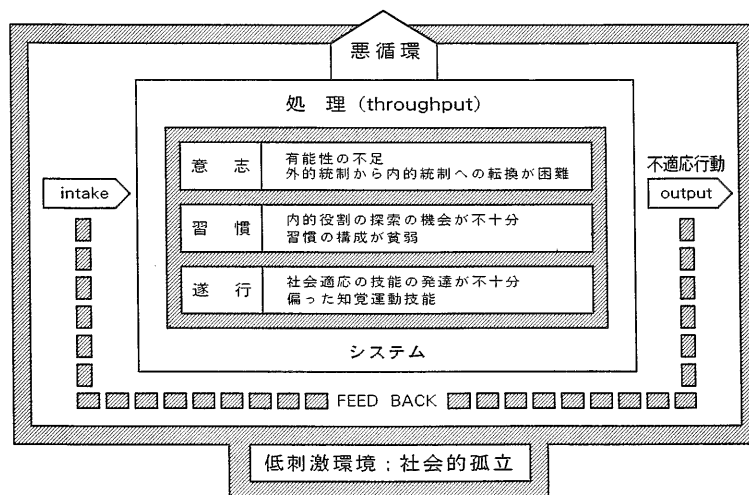 悪循環
処 理 (throughput)
意 志
有能性の不足
外的統制から内的統制への転換が困難
不適応行動
intake
output
習 慣
内的役割の探索の機会が不十分
習慣の構成が貧弱
遂 行
社会適応の技能の発達が不十分
偏った知覚運動技能
システム
FEED BACK
低刺激環境：社会的孤立